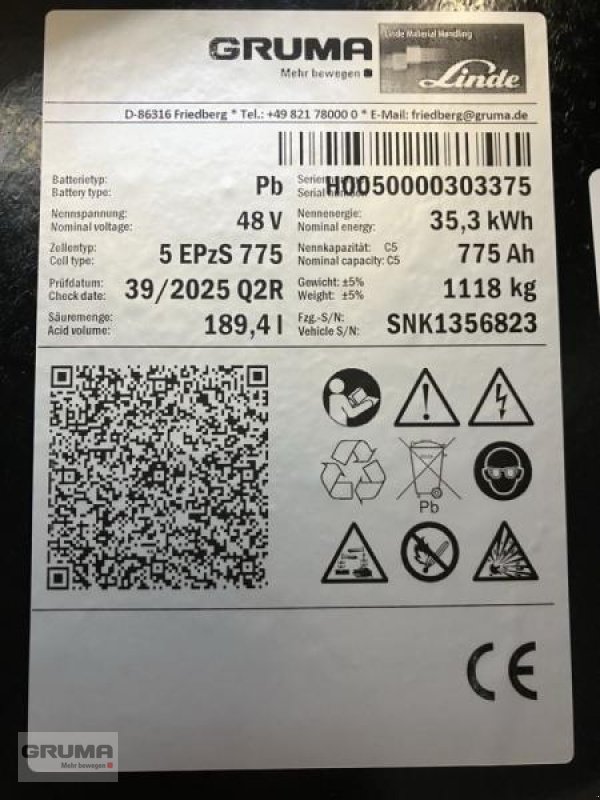 GRUMA
Mehr bewegen
Linde Material Handling
Linde
D-86316 Friedberg * Tel.: +49 821 78000 0 * E-Mail: friedberg@gruma.de
Batterietyp:
Battery type:
Pb
Serial
H0050000303375
Nennspannung:
Nominal voltage:
48 V
Nennenergie:
Nominal energy:
35,3 kWh
Zellentyp:
Cell type:
5 EPzS 775
Nennkapazität: C5
Nominal capacity: C5
775 Ah
Prüfdatum:
Check date:
39/2025 Q2R
Gewicht: ±5%
Weight: ±5%
1118 kg
Säuremenge:
Acid volume:
189,4 l
Fzg.-S/N:
Vehicle S/N:
SNK1356823
Pb
CE
GRUMA
Mehr bewegen